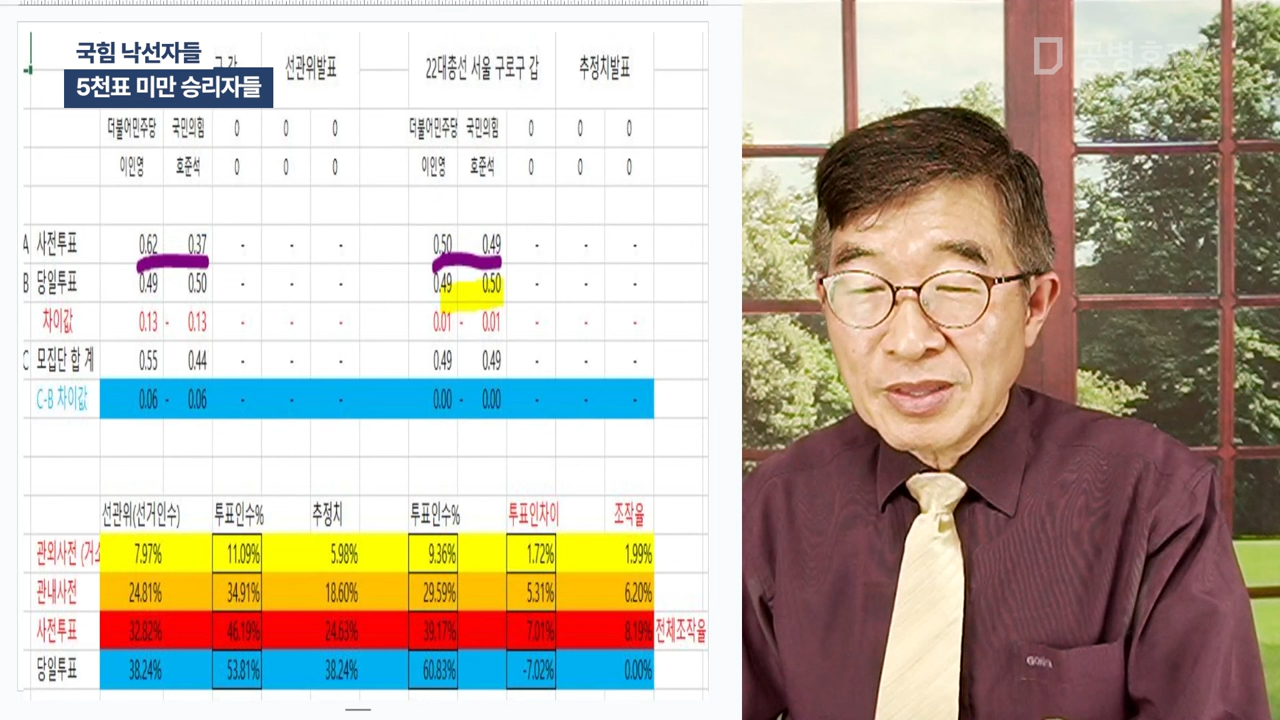 국힘 낙선자들
5천표 미만 승리자들
선관위발표 22대총선 서울 구로구 갑 추정치발표
더불어민주당 국민의힘 0 0 0 더불어민주당 국민의힘 0 0 0
이인영 호준석 0 0 0 이인영 호준석 0 0 0
A 사전투표 0.62 0.37 - - - 0.50 0.49 - - -
B 당일투표 0.49 0.50 - - - 0.49 0.50 - - -
차이값 0.13 - 0.13 - - - 0.01 - 0.01 - - -
C 모집단 합 계 0.55 0.44 - - - 0.49 0.49 - - -
C-B 차이값 0.06 - 0.06 - - - 0.00 - 0.00 - - -
선관위(선거인수) 투표인수% 추정치 투표인수% 투표인차이 조작율
관외사전 (거소 7.97% 11.09% 5.98% 9.36% 1.72% 1.99%
관내사전 24.81% 34.91% 18.60% 29.59% 5.31% 6.20%
사전투표 32.82% 46.19% 24.63% 39.17% 7.01% 8.19% 전체조작율
당일투표 38.24% 53.81% 38.24% 60.83% -7.02% 0.00%
공병호